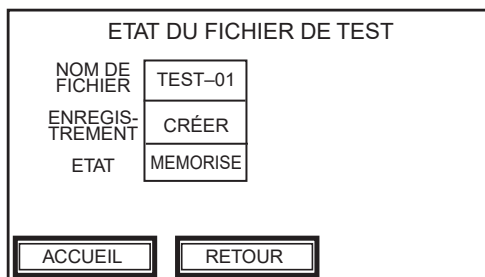 ETAT DU FICHIER DE TEST
NOM DE
FICHIER
TEST–01
ENREGIS-
TREMENT
CRÉER
ETAT
MEMORISE
ACCUEIL
RETOUR